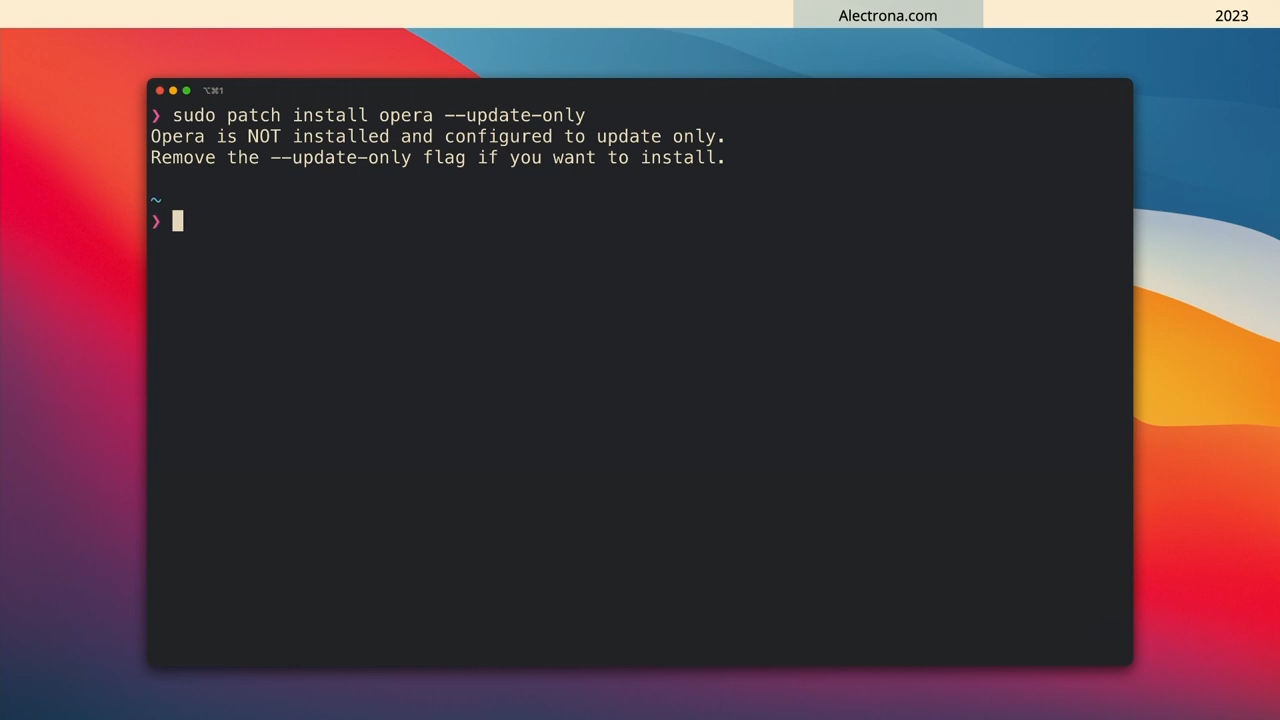 Alectrona.com
2023
⌥⌘1
❯ sudo patch install opera --update-only
Opera is NOT installed and configured to update only.
Remove the --update-only flag if you want to install.
~
❯